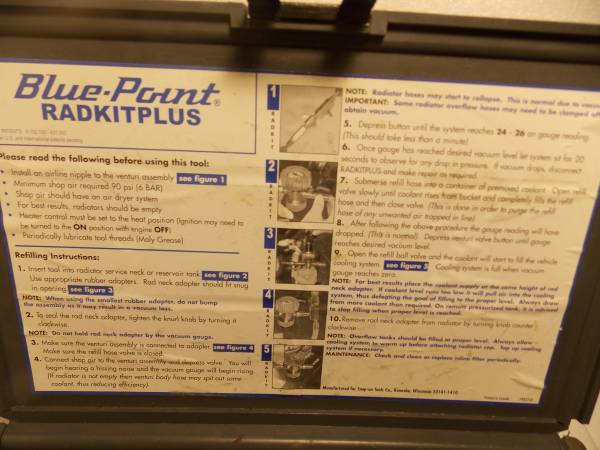 Blue-Point®
RADKITPLUS
Please read the following before using this tool:
• Install an airline nipple to the venturi assembly see figure 1
• Minimum shop air required 90 psi (6 BAR)
• Shop air should have an air dryer system
• For best results, radiators should be empty
• Heater control must be set to the heat position (Ignition may need to
be turned to the ON position with engine OFF)
• Periodically lubricate tool threads (Moly Grease)
Refilling Instructions:
1. Insert tool into radiator service neck or reservoir tank see figure 2
Use appropriate rubber adapters. Rad neck adapter should fit snug
in opening see figure 3
NOTE: When using the smallest rubber adapter, do not bump
the assembly as it may result in a vacuum loss.
2. To seal the rad neck adapter, tighten the knurl knob by turning it
clockwise.
NOTE: Do not hold rad neck adapter by the vacuum gauge.
3. Make sure the venturi assembly is connected to adapter see figure 4
Make sure the refill hose valve is closed.
4. Connect shop air to the venturi assembly and depress valve. You will
begin hearing a hissing noise and the vacuum gauge will begin rising.
(If radiator is not empty then venturi body hose may spit out some
coolant, thus reducing efficiency).
1
RADKIT
2
RADKIT
3
RADKIT
4
RADKIT
5
RADKIT
NOTE: Radiator hoses may start to collapse. This is normal due to vacuum
IMPORTANT: Some radiator overflow hoses may need to be clamped off
obtain vacuum.
5. Depress button until the system reaches 24 - 26 on gauge reading.
(This should take less than a minute)
6. Once gauge has reached desired vacuum level let system sit for 20
seconds to observe for any drop in pressure. If vacuum drops, disconnect
RADKITPLUS and make repair as required.
7. Submerse refill hose into a container of premixed coolant. Open refill
valve slowly until coolant rises from bucket and completely fills the refill
hose and then close valve. (This is done in order to purge the refill
hose of any unwanted air trapped in line)
8. After following the above procedure the gauge reading will have
dropped. (This is normal). Depress venturi valve button until gauge
reaches desired vacuum level.
9. Open the refill ball valve and the coolant will start to fill the vehicle
cooling system. see figure 5 Cooling system is full when vacuum
gauge reaches zero.
NOTE: For best results place the coolant supply at the same height of rad
neck adapter. If coolant level runs too low it will pull air into the cooling
system, thus defeating the goal of filling to the proper level. Always draw
from more coolant than required. On remote pressurized tank, it is advised
to stop filling when proper level is reached.
10. Remove rad neck adapter from radiator by turning knob counter
clockwise
NOTE: Overflow tanks should be filled to proper level. Always allow
cooling system to warm up before attaching radiator cap. Top up cooling
system if necessary.
MAINTENANCE: Check and clean or replace inline filter periodically.
Manufactured for Snap-on Tools Co., Kenosha, Wisconsin 53141-1410